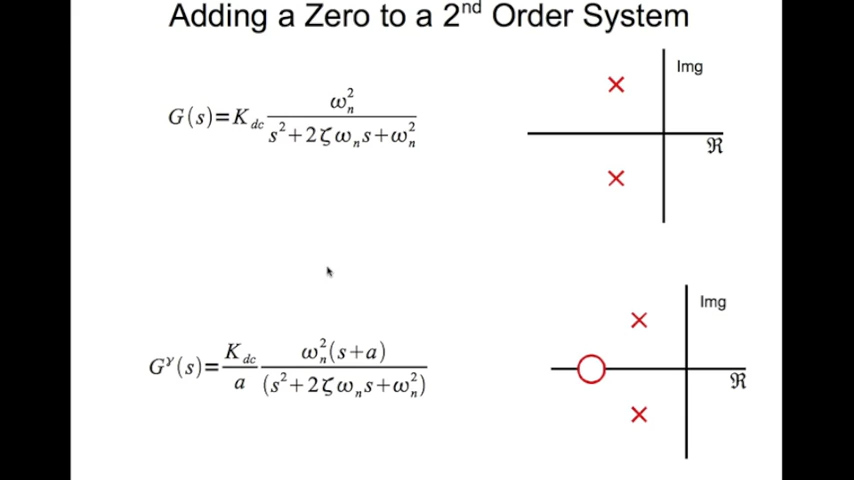 Adding a Zero to a 2nd Order System
G(s)=K_dc ω_n^2 / (s^2+2ζω_n s+ω_n^2)
Img
ℜ
G^γ(s)=K_dc/a ω_n^2(s+a) / (s^2+2ζω_n s+ω_n^2)
Img
ℜ